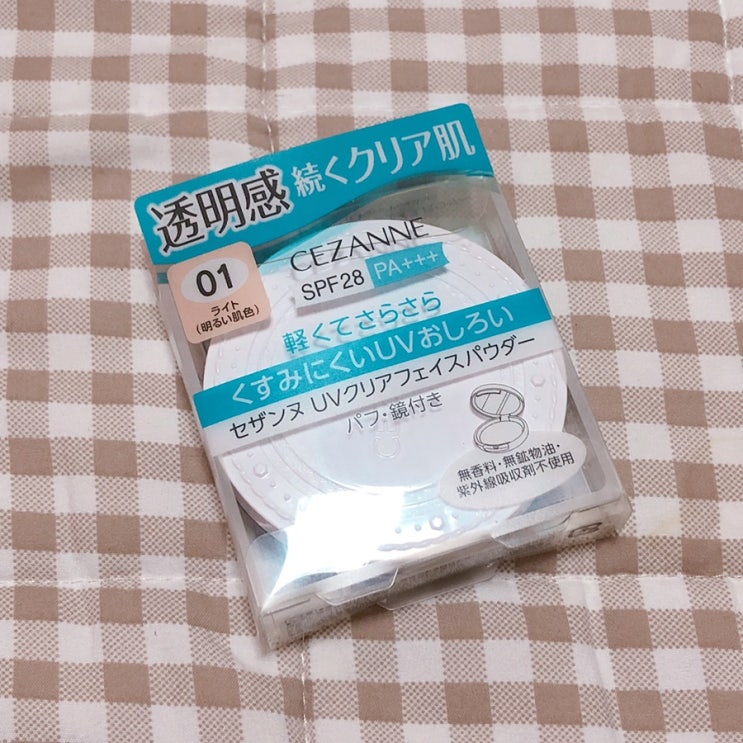 透明感 続くクリア肌
01
ライト
(明るい肌色)
CEZANNE
SPF28 PA+++
軽くてさらさら
くすみにくいUVおしろい
セザンヌ UVクリアフェイスパウダー
パフ・鏡付き
無香料・無鉱物油・
紫外線吸収剤不使用